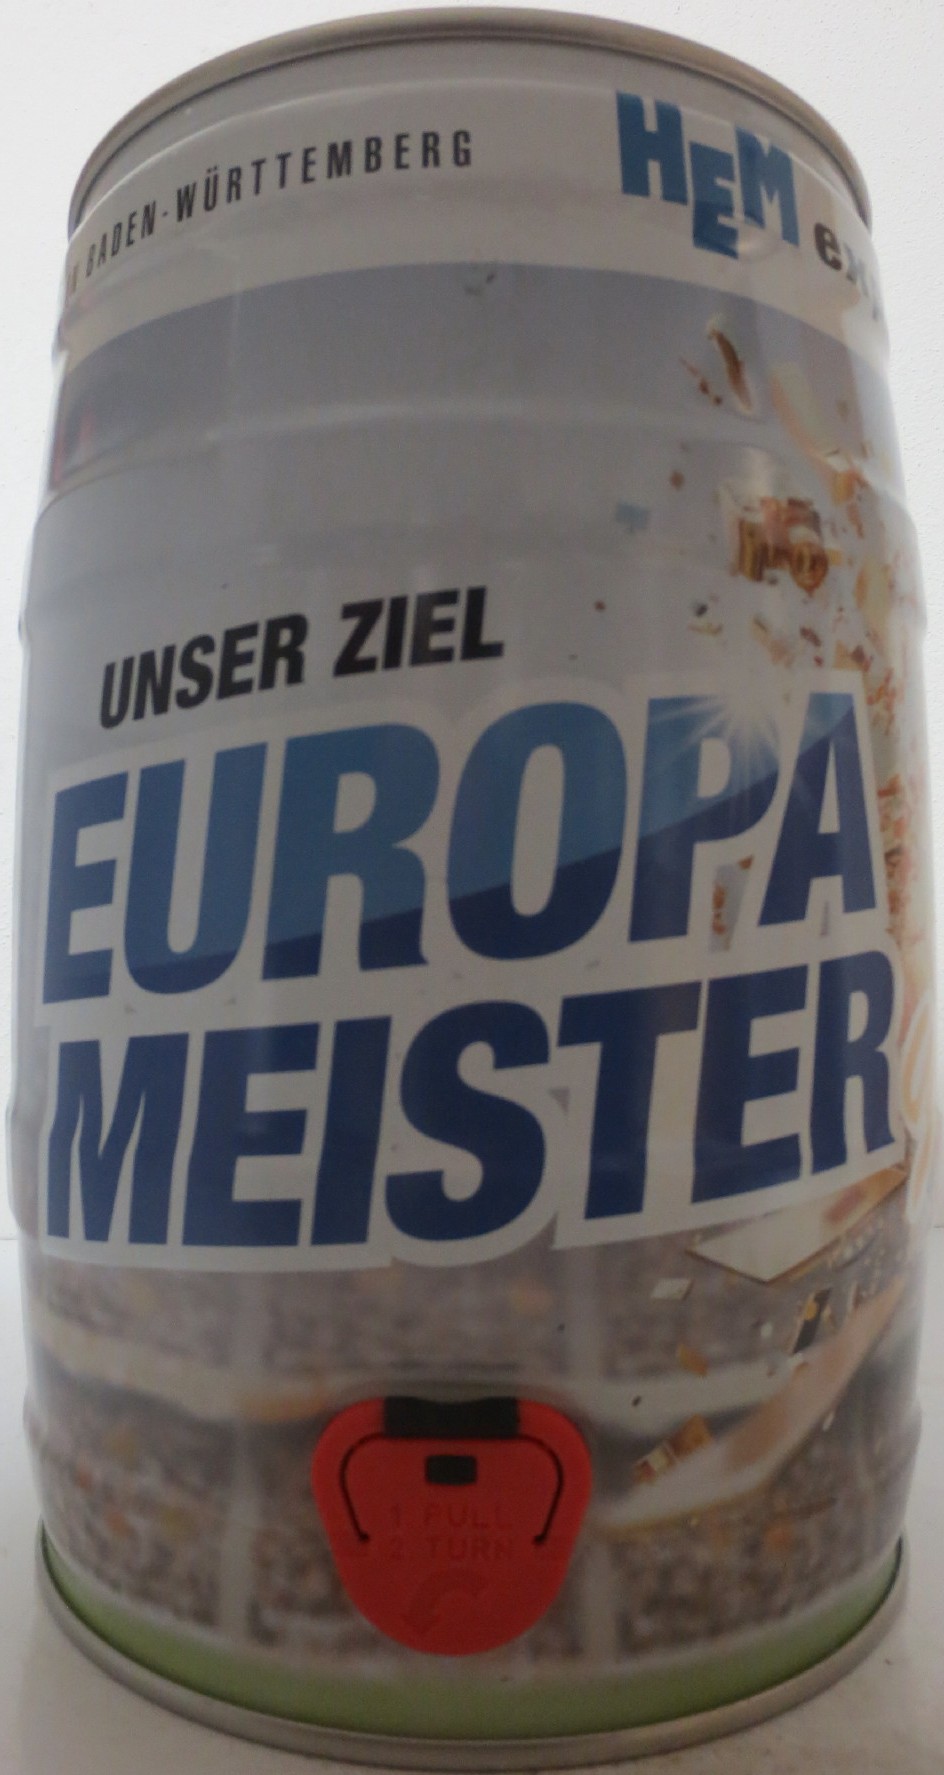 BADEN-WÜRTTEMBERG
HEM
UNSER ZIEL
EUROPA
MEISTER
1 PULL
2. TURN